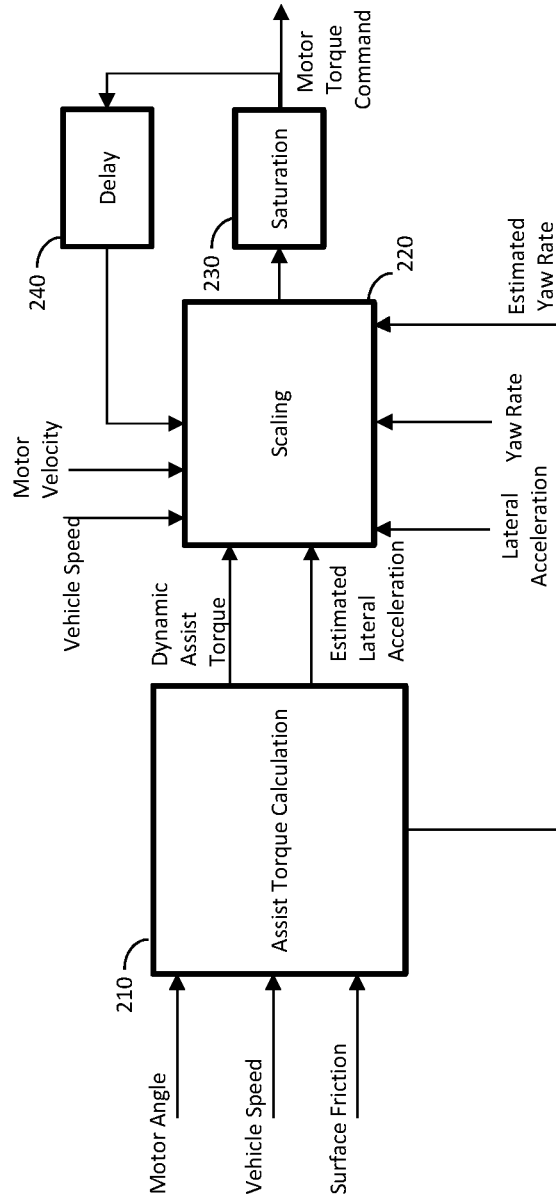 Motor Angle
Vehicle Speed
Surface Friction
210
Assist Torque Calculation
Dynamic
Assist
Torque
Estimated
Lateral
Acceleration
Vehicle Speed
Motor
Velocity
Scaling
220
Lateral
Acceleration
Yaw Rate
Estimated
Yaw Rate
240
Delay
230
Saturation
Motor
Torque
Command